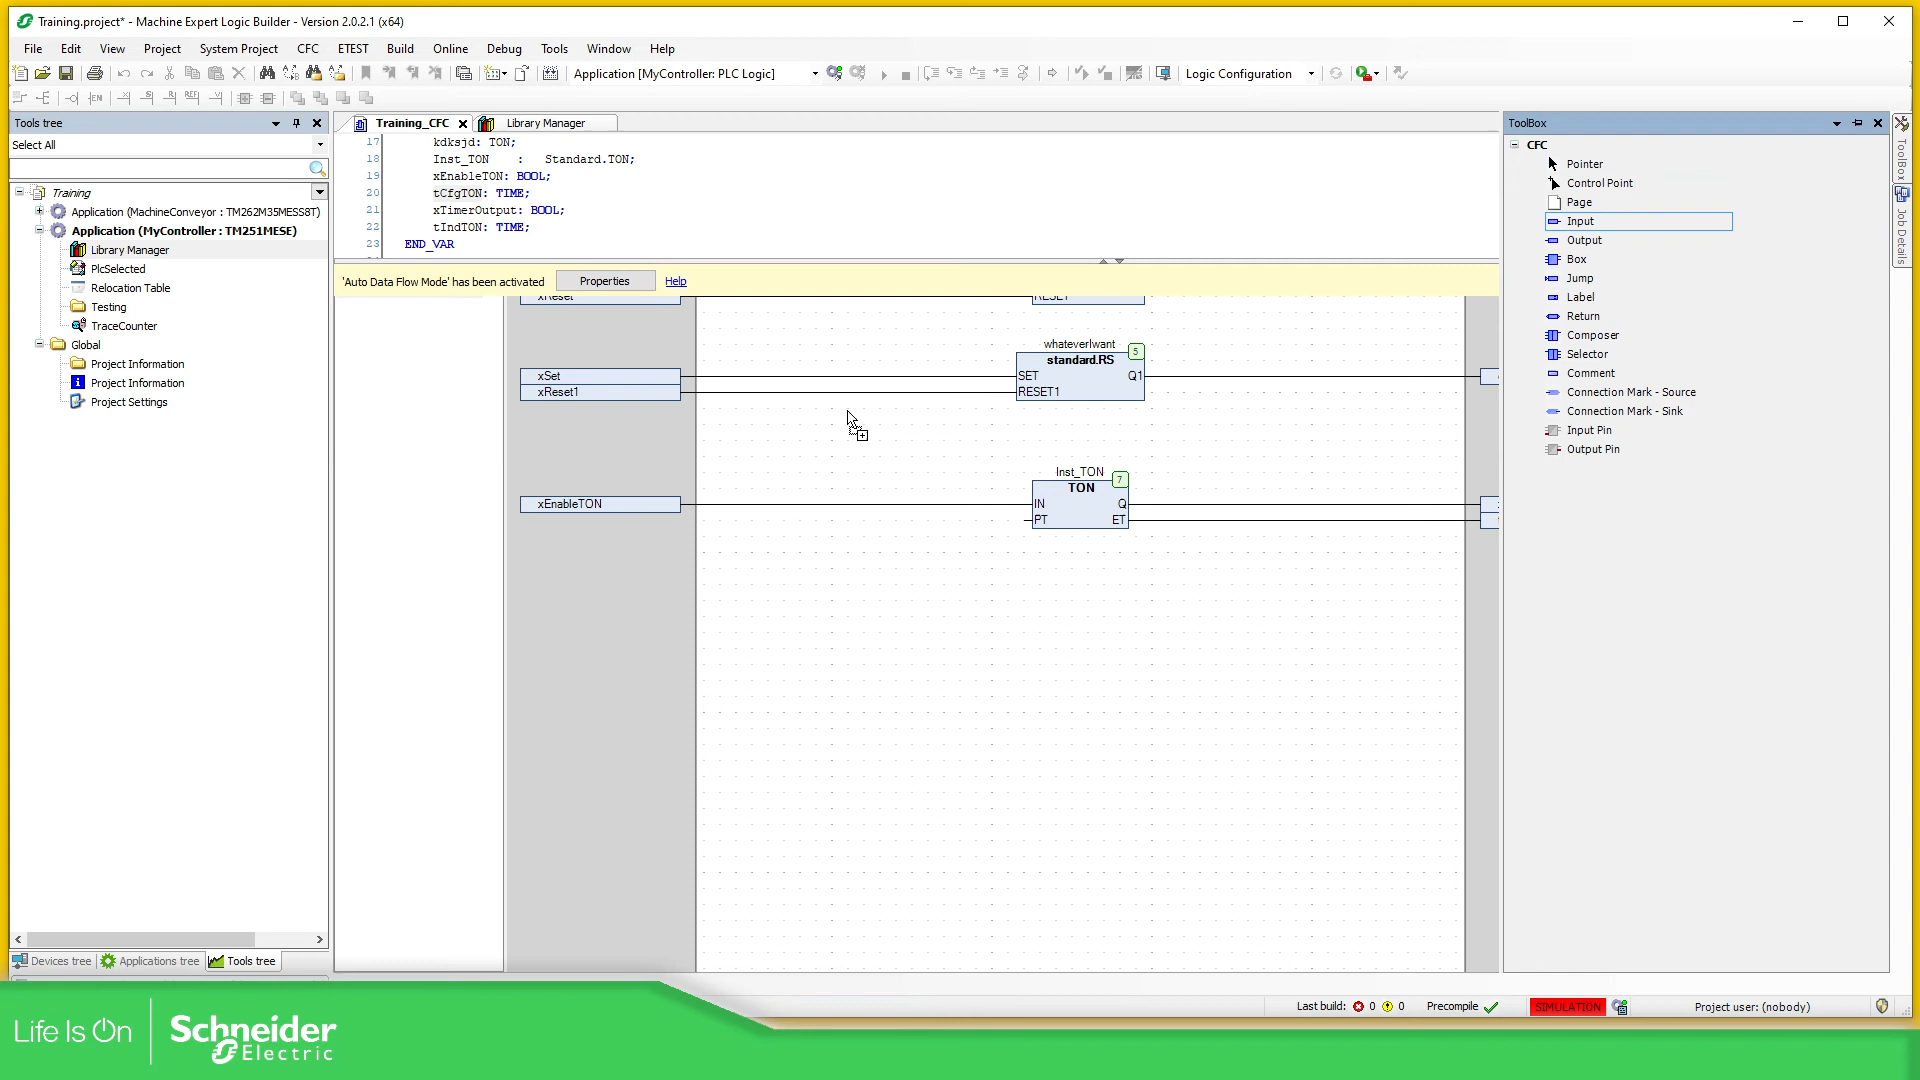 Training.project* - Machine Expert Logic Builder - Version 2.0.2.1 (x64)
File Edit View Project System Project CFC ETEST Build Online Debug Tools Window Help
Application [MyController: PLC Logic]
Logic Configuration
Tools tree
Select All
Training
Application (MachineConveyor : TM262M35MESS8T)
Application (MyController : TM251MESE)
Library Manager
PlcSelected
Relocation Table
Testing
TraceCounter
Global
Project Information
Project Information
Project Settings
Devices tree
Applications tree
Tools tree
Training_CFC
Library Manager
17 kdksjd: TON;
18 Inst_TON : Standard.TON;
19 xEnableTON: BOOL;
20 tCfgTON: TIME;
21 xTimerOutput: BOOL;
22 tIndTON: TIME;
23 END_VAR
'Auto Data Flow Mode' has been activated Properties Help
xReset RESET
whateverIwant 5
standard.RS
xSet SET Q1
xReset1 RESET1
Inst_TON 7
TON
xEnableTON IN Q
PT ET
ToolBox
CFC
Pointer
Control Point
Page
Input
Output
Box
Jump
Label
Return
Composer
Selector
Comment
Connection Mark - Source
Connection Mark - Sink
Input Pin
Output Pin
ToolBox
Job Details
Last build: 0 0 Precompile SIMULATION Project user: (nobody)
Life Is On
Schneider
Electric